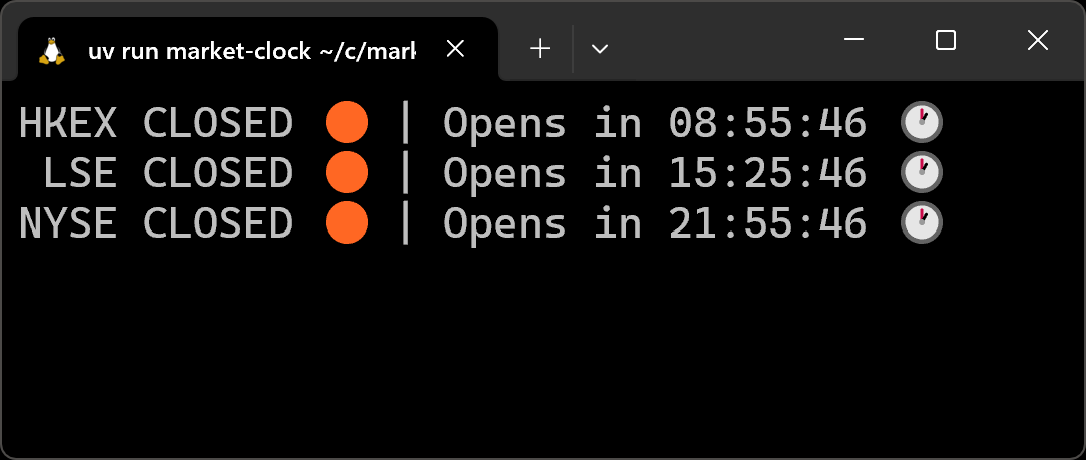 uv run market-clock ~/c/mark
HKEX CLOSED 🟠 | Opens in 08:55:46 🕐
LSE CLOSED 🟠 | Opens in 15:25:46 🕐
NYSE CLOSED 🟠 | Opens in 21:55:46 🕐